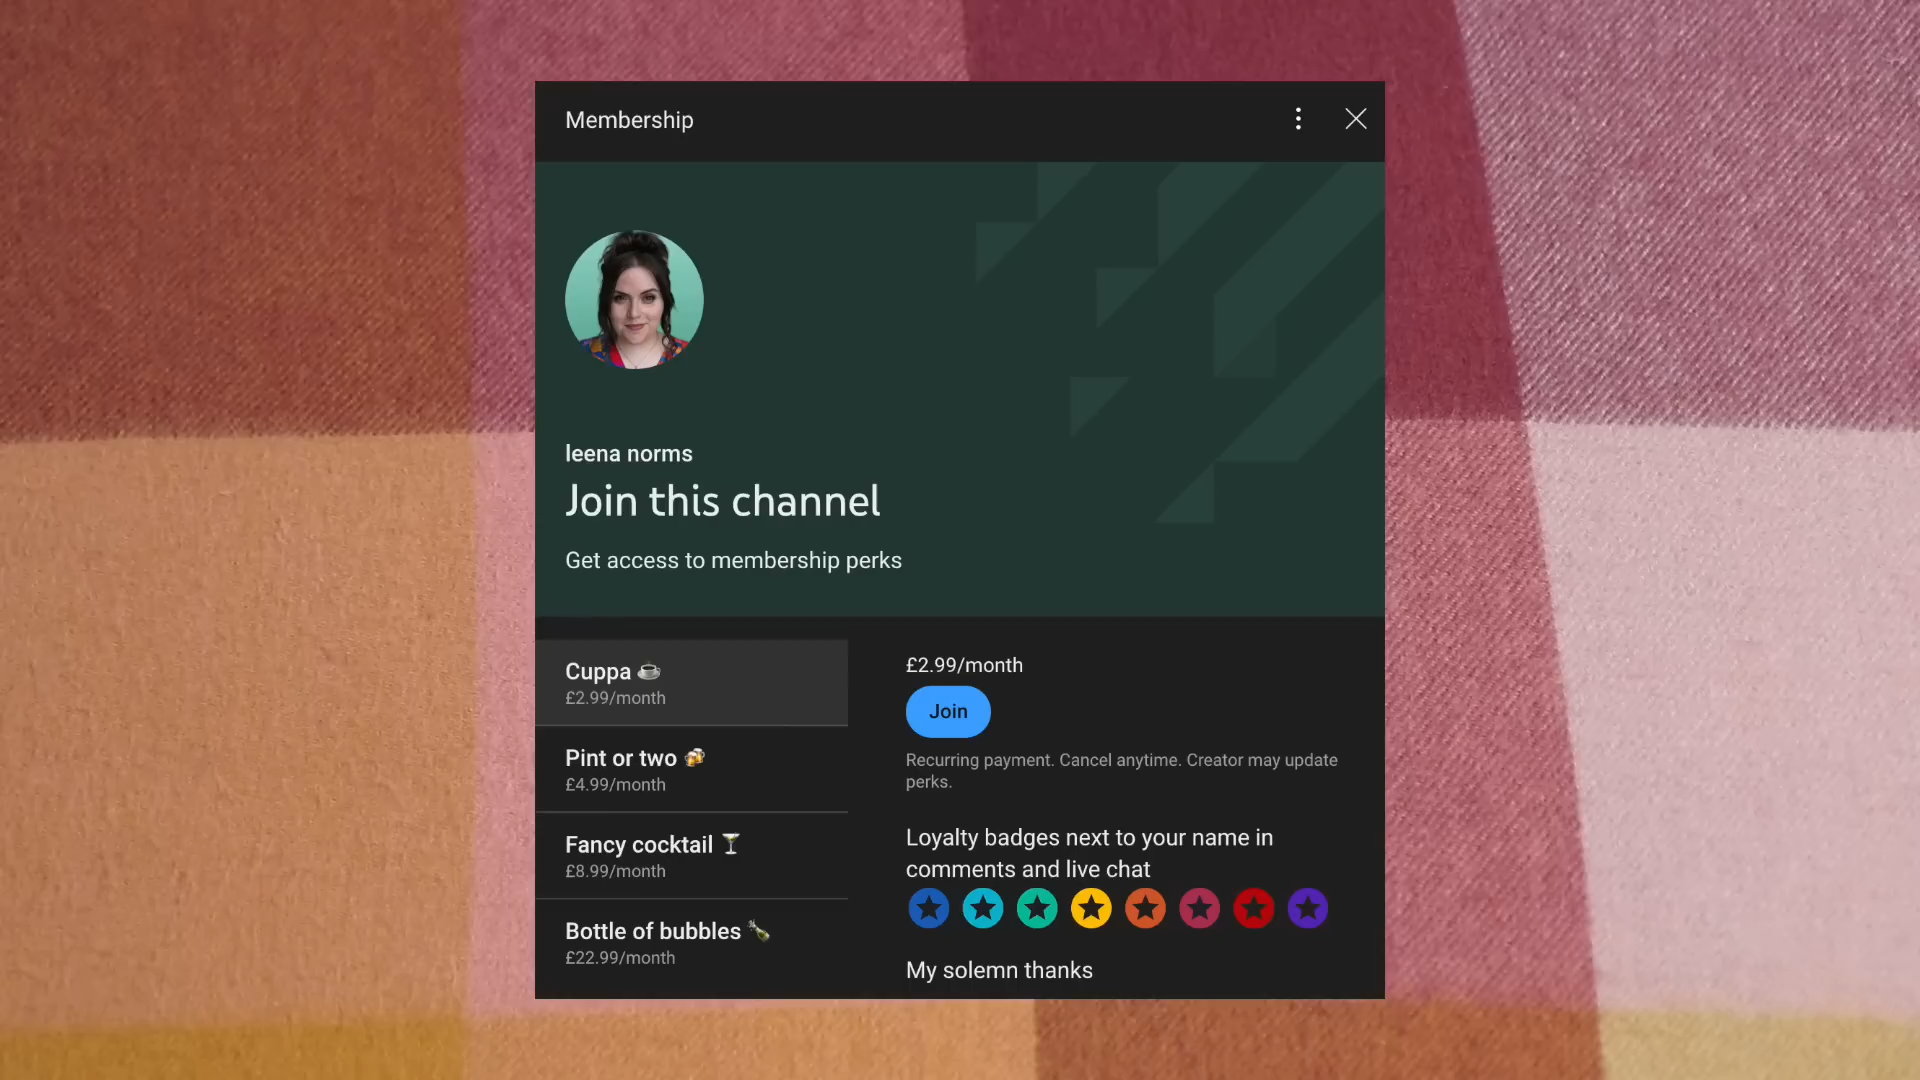 Membership
leena norms
Join this channel
Get access to membership perks
Cuppa ☕
£2.99/month
Pint or two 🍻
£4.99/month
Fancy cocktail 🍸
£8.99/month
Bottle of bubbles 🍾
£22.99/month
£2.99/month
Join
Recurring payment. Cancel anytime. Creator may update
perks.
Loyalty badges next to your name in
comments and live chat
My solemn thanks